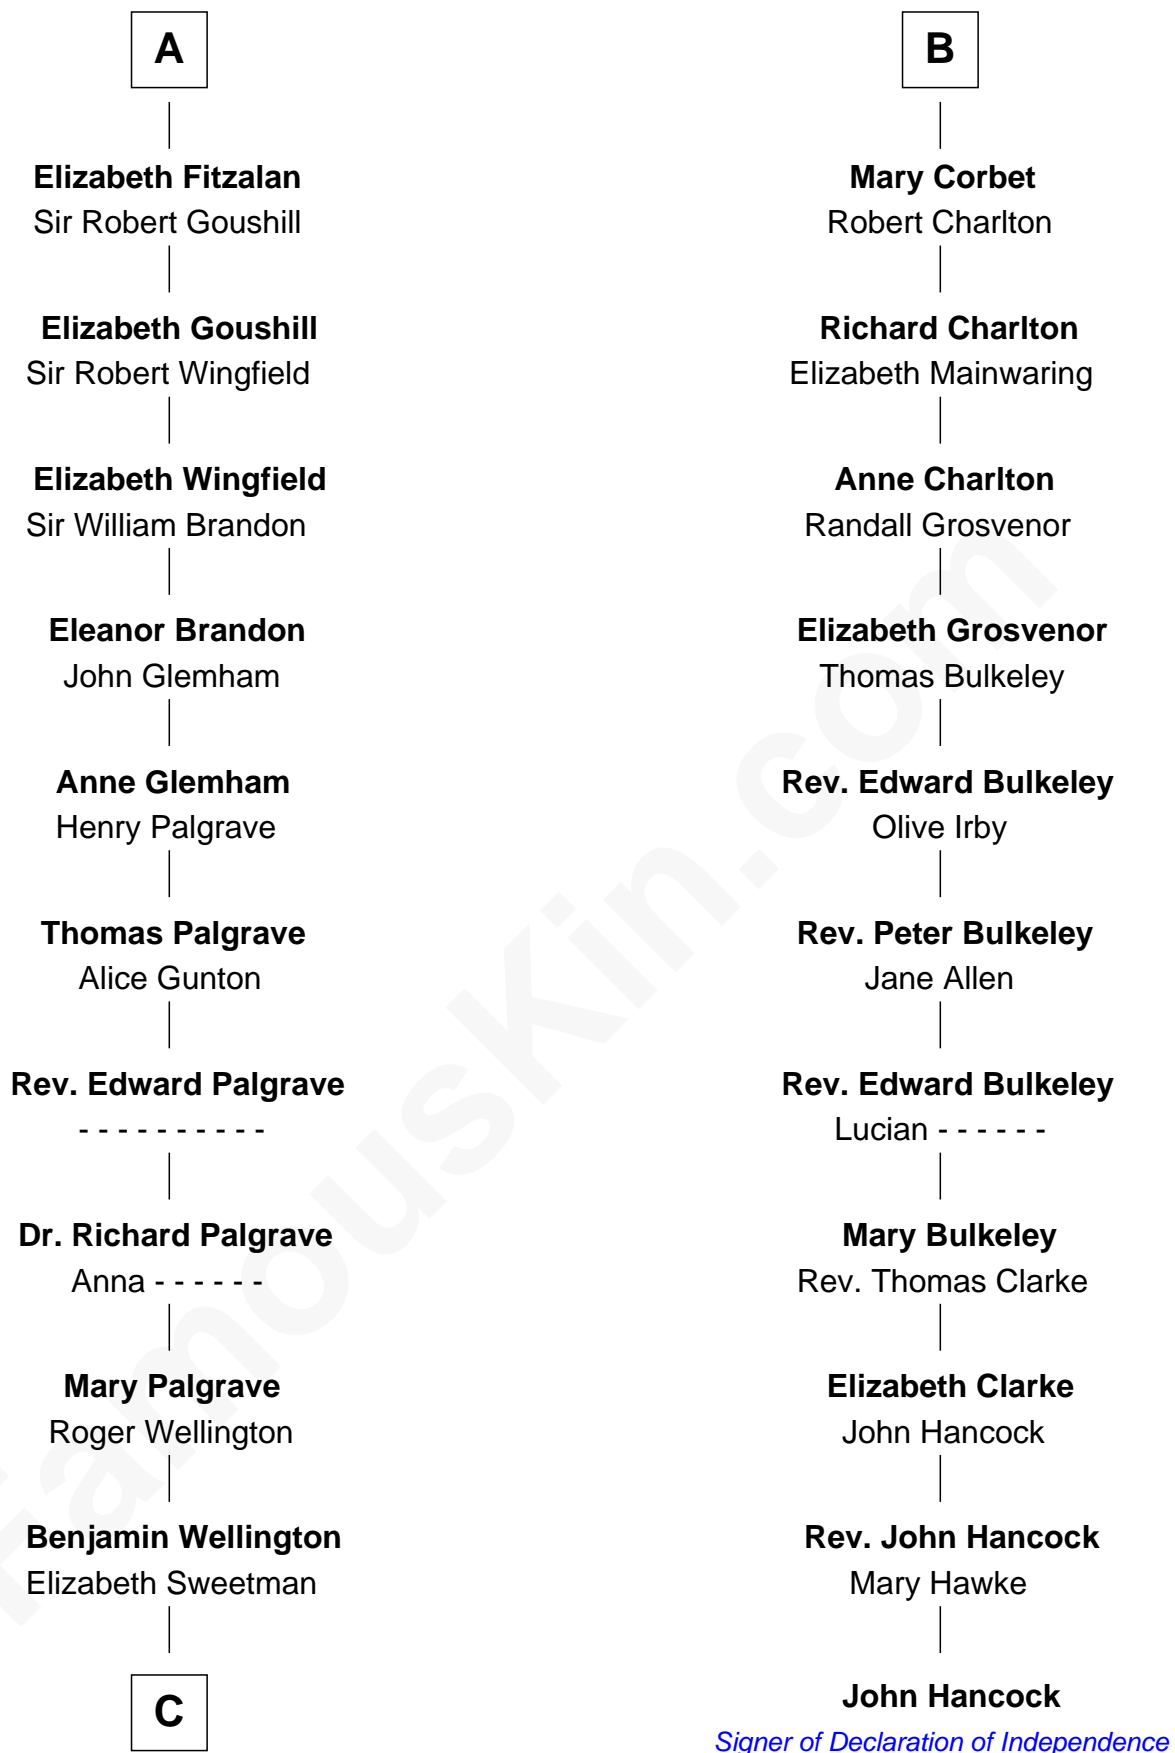 A
Elizabeth Fitzalan
Sir Robert Goushill
Elizabeth Goushill
Sir Robert Wingfield
Elizabeth Wingfield
Sir William Brandon
Eleanor Brandon
John Glemham
Anne Glemham
Henry Palgrave
Thomas Palgrave
Alice Gunton
Rev. Edward Palgrave
- - - - - - - - - -
Dr. Richard Palgrave
Anna - - - - - -
Mary Palgrave
Roger Wellington
Benjamin Wellington
Elizabeth Sweetman
C
B
Mary Corbet
Robert Charlton
Richard Charlton
Elizabeth Mainwaring
Anne Charlton
Randall Grosvenor
Elizabeth Grosvenor
Thomas Bulkeley
Rev. Edward Bulkeley
Olive Irby
Rev. Peter Bulkeley
Jane Allen
Rev. Edward Bulkeley
Lucian - - - - - -
Mary Bulkeley
Rev. Thomas Clarke
Elizabeth Clarke
John Hancock
Rev. John Hancock
Mary Hawke
John Hancock
Signer of Declaration of Independence
FamousKin.com